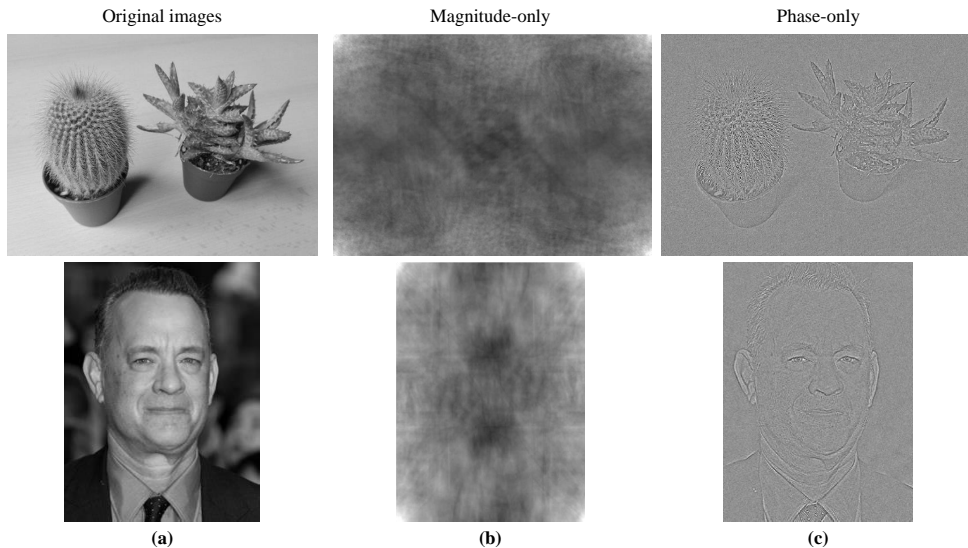 Original images
Magnitude-only
Phase-only
(a)
(b)
(c)